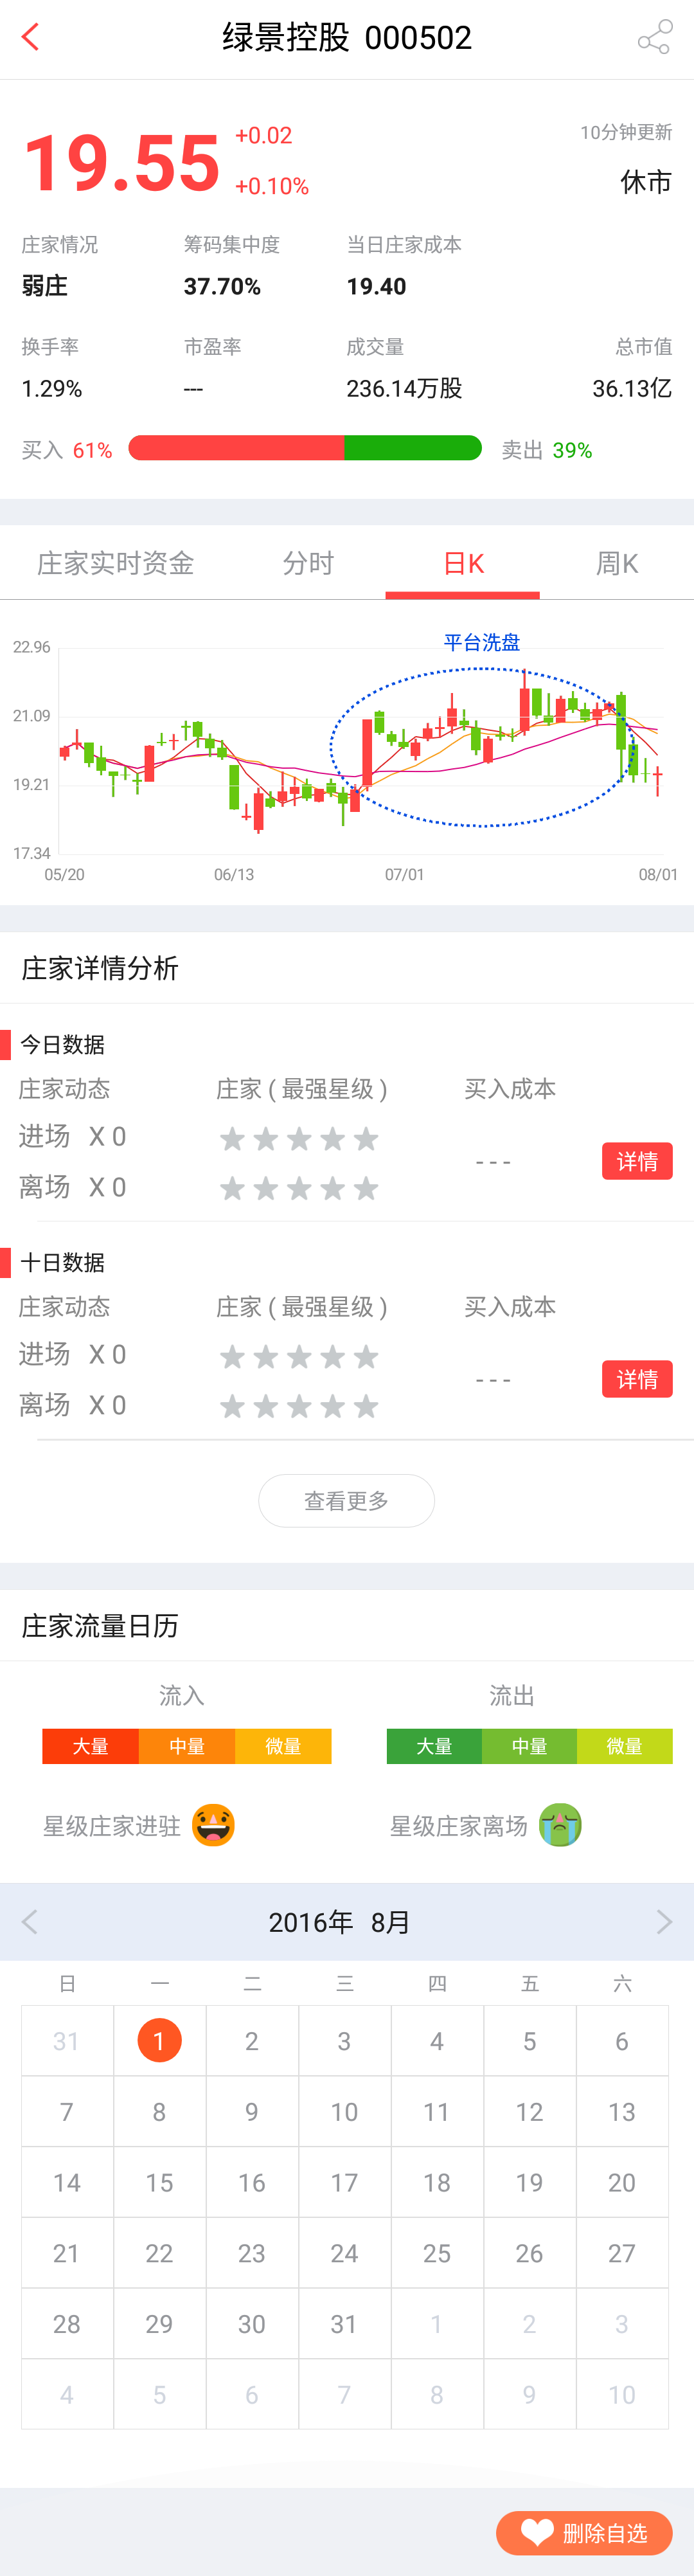 绿景控股 000502
19.55 +0.02 10分钟更新
+0.10% 休市
庄家情况 筹码集中度 当日庄家成本
弱庄 37.70% 19.40
换手率 市盈率 成交量 总市值
1.29% --- 236.14万股 36.13亿
买入 61% 卖出 39%
庄家实时资金 分时 日K 周K
平台洗盘
22.96
21.09
19.21
17.34
05/20 06/13 07/01 08/01
庄家详情分析
今日数据
庄家动态 庄家 ( 最强星级 ) 买入成本
进场 X 0
- - - 详情
离场 X 0
十日数据
庄家动态 庄家 ( 最强星级 ) 买入成本
进场 X 0
- - - 详情
离场 X 0
查看更多
庄家流量日历
流入 流出
大量 中量 微量 大量 中量 微量
星级庄家进驻 星级庄家离场
2016年 8月
日 一 二 三 四 五 六
31 1 2 3 4 5 6
7 8 9 10 11 12 13
14 15 16 17 18 19 20
21 22 23 24 25 26 27
28 29 30 31 1 2 3
4 5 6 7 8 9 10
删除自选